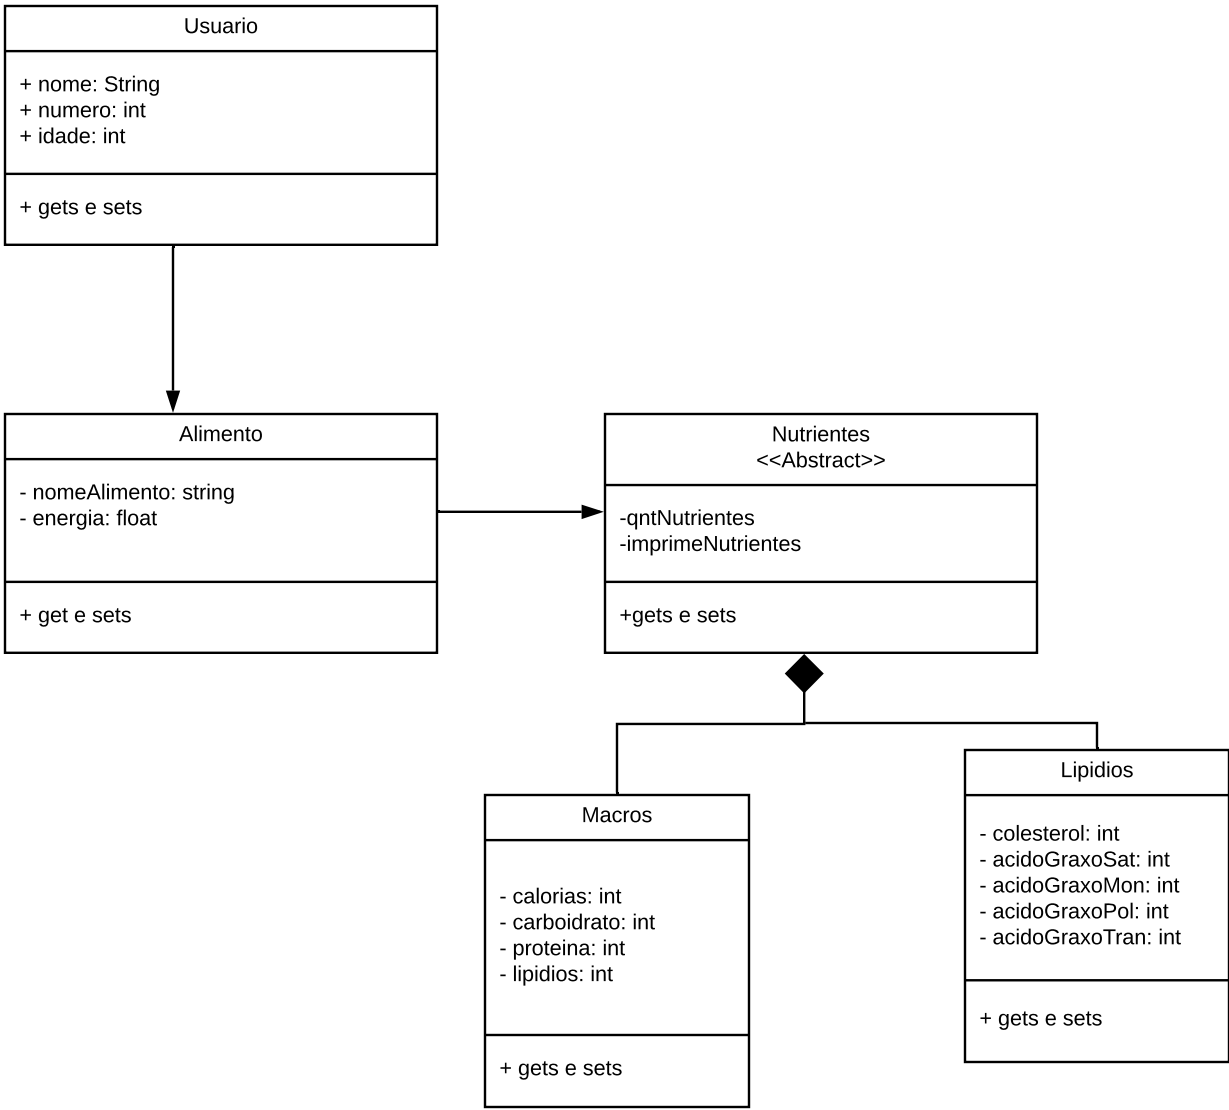 Usuario
+ nome: String
+ numero: int
+ idade: int
+ gets e sets
Alimento
- nomeAlimento: string
- energia: float
+ get e sets
Nutrientes
<<Abstract>>
-qntNutrientes
-imprimeNutrientes
+gets e sets
Macros
- calorias: int
- carboidrato: int
- proteina: int
- lipidios: int
+ gets e sets
Lipidios
- colesterol: int
- acidoGraxoSat: int
- acidoGraxoMon: int
- acidoGraxoPol: int
- acidoGraxoTran: int
+ gets e sets